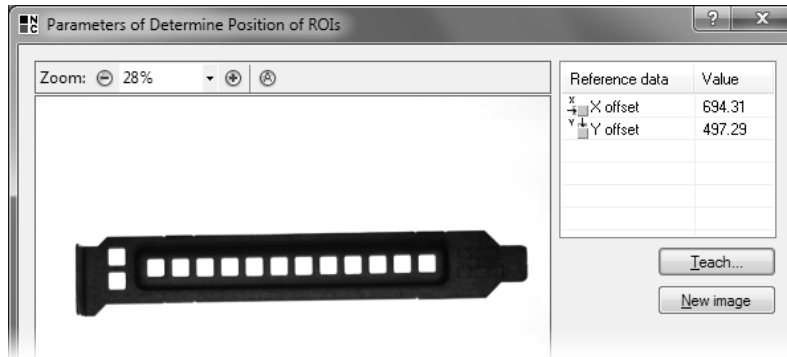 NC Parameters of Determine Position of ROIs
Zoom: 28%
A
Reference data Value
X X offset 694.31
Y Y offset 497.29
Teach...
New image